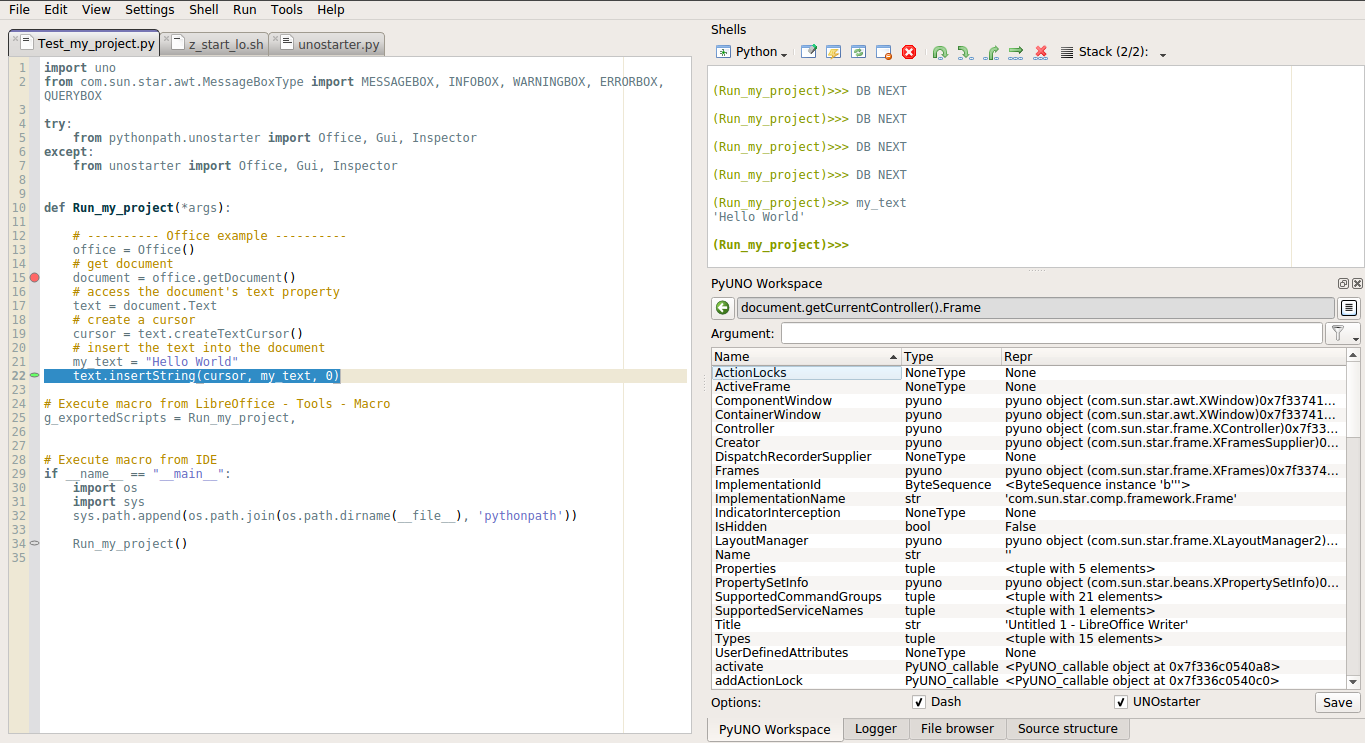 File Edit View Settings Shell Run Tools Help
Test_my_project.py z_start_lo.sh unostarter.py
1 import uno
2 from com.sun.star.awt.MessageBoxType import MESSAGEBOX, INFOBOX, WARNINGBOX, ERRORBOX,
QUERYBOX
3
4 try:
5     from pythonpath.unostarter import Office, Gui, Inspector
6 except:
7     from unostarter import Office, Gui, Inspector
8
9
10 def Run_my_project(*args):
11
12     # ---------- Office example ----------
13     office = Office()
14     # get document
15     document = office.getDocument()
16     # access the document's text property
17     text = document.Text
18     # create a cursor
19     cursor = text.createTextCursor()
20     # insert the text into the document
21     my_text = "Hello World"
22     text.insertString(cursor, my_text, 0)
23
24 # Execute macro from LibreOffice - Tools - Macro
25 g_exportedScripts = Run_my_project,
26
27
28 # Execute macro from IDE
29 if __name__ == "__main__":
30     import os
31     import sys
32     sys.path.append(os.path.join(os.path.dirname(__file__), 'pythonpath'))
33
34     Run_my_project()
35
Shells
Python Stack (2/2):
(Run_my_project)>>> DB NEXT
(Run_my_project)>>> DB NEXT
(Run_my_project)>>> DB NEXT
(Run_my_project)>>> DB NEXT
(Run_my_project)>>> my_text
'Hello World'
(Run_my_project)>>>
PyUNO Workspace
document.getCurrentController().Frame
Argument:
Name Type Repr
ActionLocks NoneType None
ActiveFrame NoneType None
ComponentWindow pyuno pyuno object (com.sun.star.awt.XWindow)0x7f33741...
ContainerWindow pyuno pyuno object (com.sun.star.awt.XWindow)0x7f33741...
Controller pyuno pyuno object (com.sun.star.frame.XController)0x7f33...
Creator pyuno pyuno object (com.sun.star.frame.XFramesSupplier)0...
DispatchRecorderSupplier NoneType None
Frames pyuno pyuno object (com.sun.star.frame.XFrames)0x7f3374...
ImplementationId ByteSequence <ByteSequence instance 'b'''>
ImplementationName str 'com.sun.star.comp.framework.Frame'
IndicatorInterception NoneType None
IsHidden bool False
LayoutManager pyuno pyuno object (com.sun.star.frame.XLayoutManager2)...
Name str ''
Properties tuple <tuple with 5 elements>
PropertySetInfo pyuno pyuno object (com.sun.star.beans.XPropertySetInfo)0...
SupportedCommandGroups tuple <tuple with 21 elements>
SupportedServiceNames tuple <tuple with 1 elements>
Title str 'Untitled 1 - LibreOffice Writer'
Types tuple <tuple with 15 elements>
UserDefinedAttributes NoneType None
activate PyUNO_callable <PyUNO_callable object at 0x7f336c0540a8>
addActionLock PyUNO_callable <PyUNO_callable object at 0x7f336c0540c0>
Options: Dash UNOstarter Save
PyUNO Workspace Logger File browser Source structure